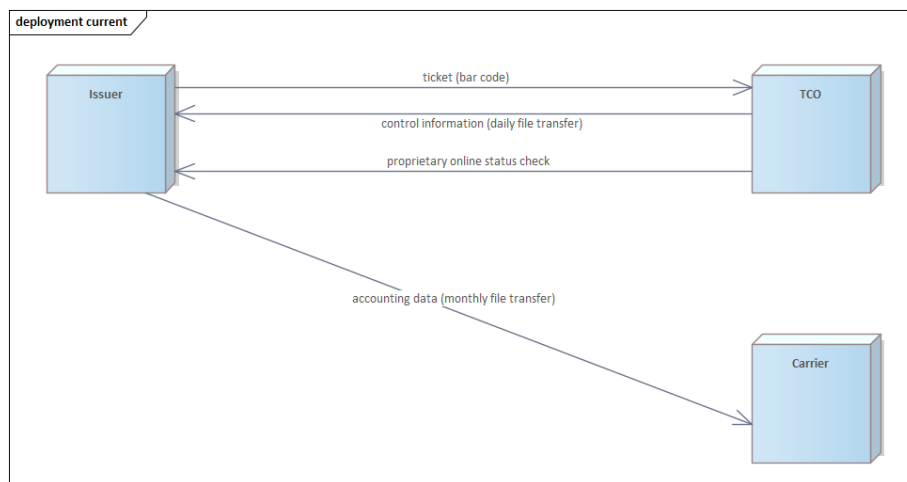 deployment current
Issuer
ticket (bar code)
TCO
control information (daily file transfer)
proprietary online status check
accounting data (monthly file transfer)
Carrier